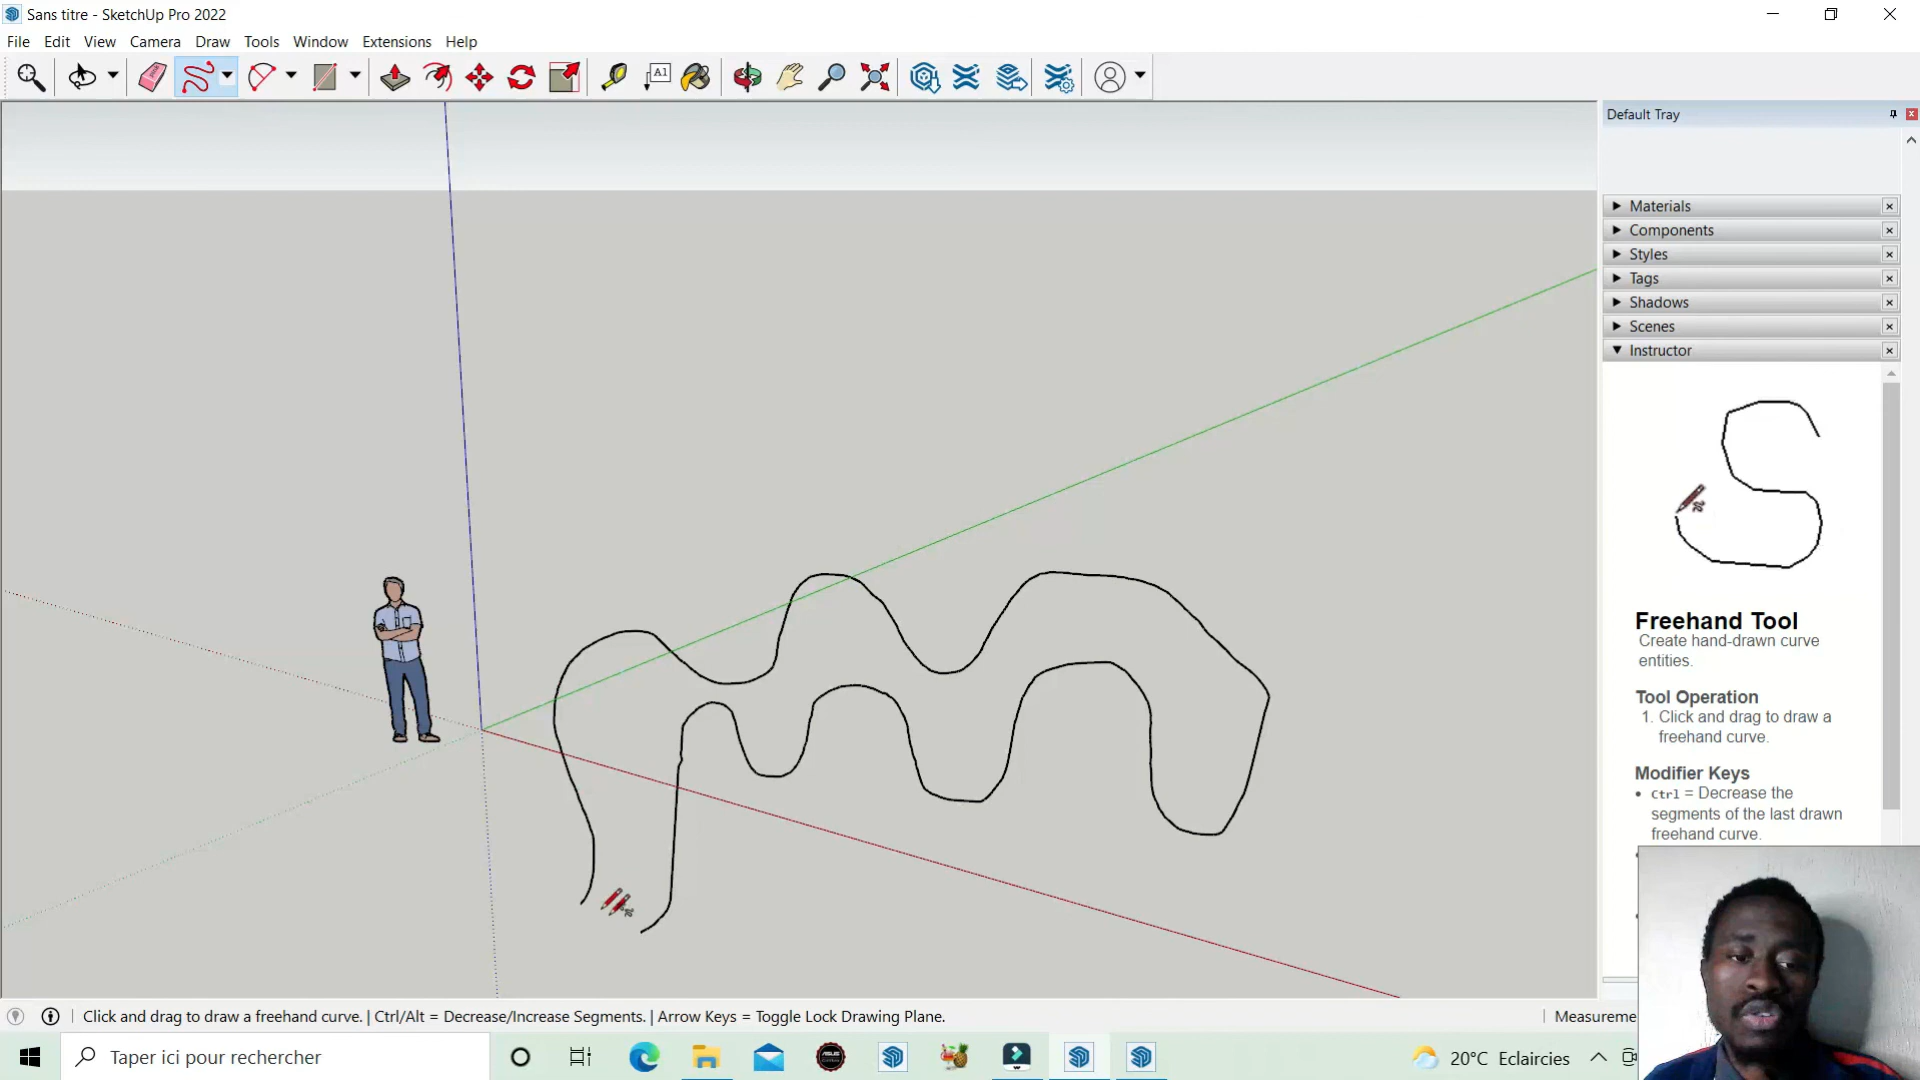 Sans titre - SketchUp Pro 2022
File Edit View Camera Draw Tools Window Extensions Help
A1
Default Tray
Materials
Components
Styles
Tags
Shadows
Scenes
Instructor
Freehand Tool
Create hand-drawn curve
entities.
Tool Operation
1. Click and drag to draw a
freehand curve.
Modifier Keys
• Ctrl = Decrease the
segments of the last drawn
freehand curve.
Click and drag to draw a freehand curve. | Ctrl/Alt = Decrease/Increase Segments. | Arrow Keys = Toggle Lock Drawing Plane.
Measureme
Taper ici pour rechercher
20°C Eclaircies